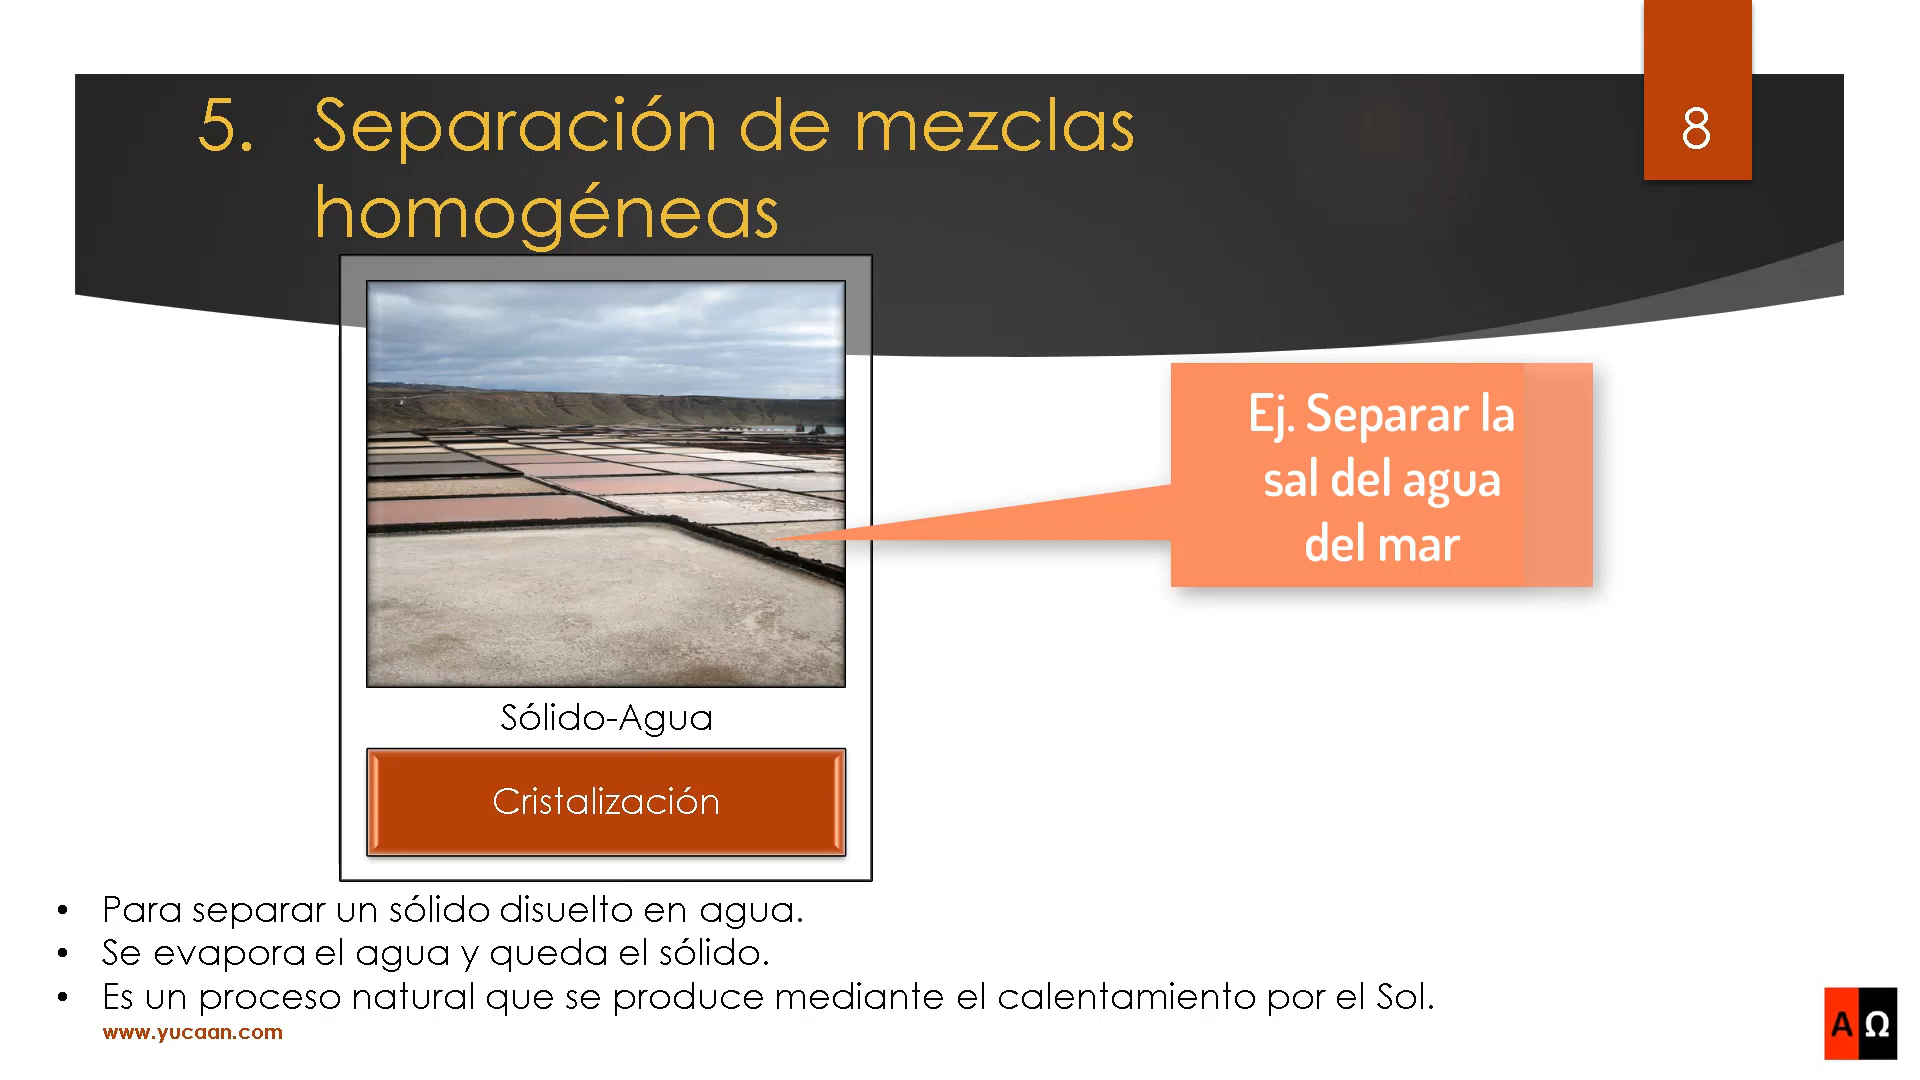 5. Separación de mezclas
homogéneas
8
Ej. Separar la
sal del agua
del mar
Sólido-Agua
Cristalización
• Para separar un sólido disuelto en agua.
• Se evapora el agua y queda el sólido.
• Es un proceso natural que se produce mediante el calentamiento por el Sol.
www.yucaan.com
A Ω